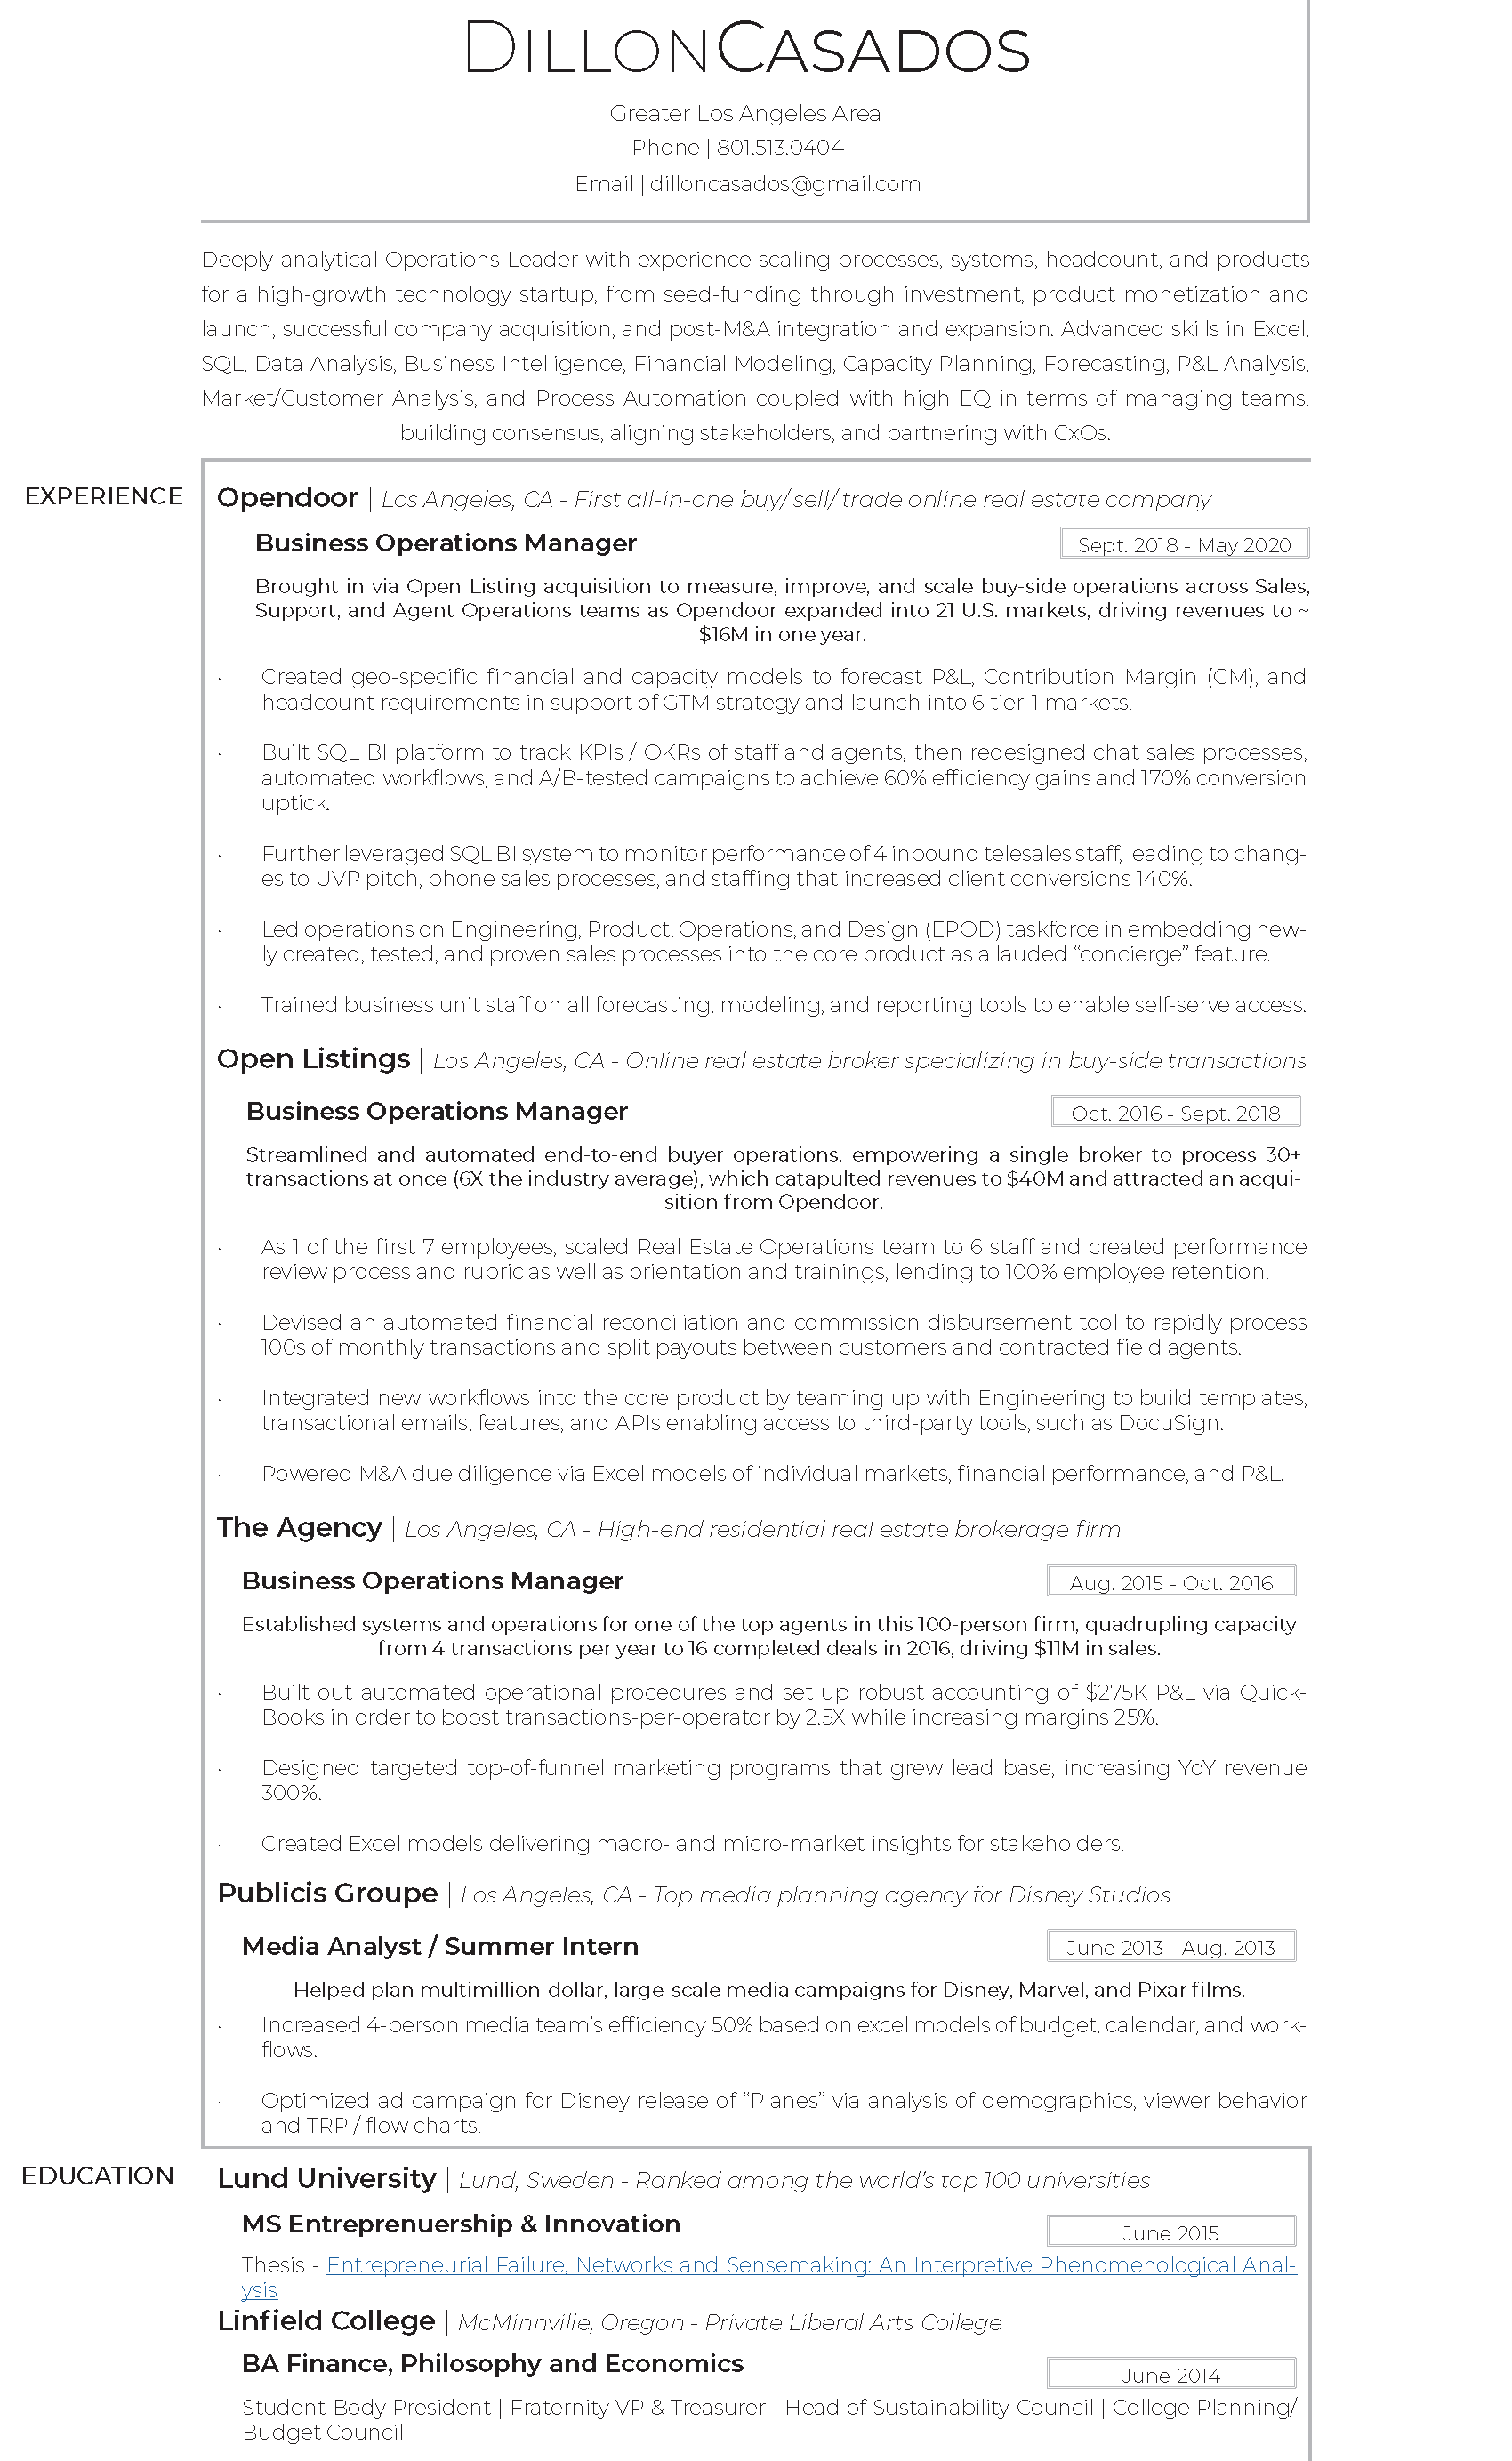 DILLONCASADOS
Greater Los Angeles Area
Phone | 801.513.0404
Email | dilloncasados@gmail.com
Deeply analytical Operations Leader with experience scaling processes, systems, headcount, and products
for a high-growth technology startup, from seed-funding through investment, product monetization and
launch, successful company acquisition, and post-M&A integration and expansion. Advanced skills in Excel,
SQL, Data Analysis, Business Intelligence, Financial Modeling, Capacity Planning, Forecasting, P&L Analysis,
Market/Customer Analysis, and Process Automation coupled with high EQ in terms of managing teams,
building consensus, aligning stakeholders, and partnering with CxOs.
EXPERIENCE
Opendoor | Los Angeles, CA - First all-in-one buy/sell/trade online real estate company
Business Operations Manager
Sept. 2018 - May 2020
Brought in via Open Listing acquisition to measure, improve, and scale buy-side operations across Sales,
Support, and Agent Operations teams as Opendoor expanded into 21 U.S. markets, driving revenues to ~
$16M in one year.
· Created geo-specific financial and capacity models to forecast P&L, Contribution Margin (CM), and
headcount requirements in support of GTM strategy and launch into 6 tier-1 markets.
· Built SQL BI platform to track KPIs / OKRs of staff and agents, then redesigned chat sales processes,
automated workflows, and A/B-tested campaigns to achieve 60% efficiency gains and 170% conversion
uptick.
· Further leveraged SQL BI system to monitor performance of 4 inbound telesales staff, leading to chang-
es to UVP pitch, phone sales processes, and staffing that increased client conversions 140%.
· Led operations on Engineering, Product, Operations, and Design (EPOD) taskforce in embedding new-
ly created, tested, and proven sales processes into the core product as a lauded “concierge” feature.
· Trained business unit staff on all forecasting, modeling, and reporting tools to enable self-serve access.
Open Listings | Los Angeles, CA - Online real estate broker specializing in buy-side transactions
Business Operations Manager
Oct. 2016 - Sept. 2018
Streamlined and automated end-to-end buyer operations, empowering a single broker to process 30+
transactions at once (6X the industry average), which catapulted revenues to $40M and attracted an acqui-
sition from Opendoor.
· As 1 of the first 7 employees, scaled Real Estate Operations team to 6 staff and created performance
review process and rubric as well as orientation and trainings, lending to 100% employee retention.
· Devised an automated financial reconciliation and commission disbursement tool to rapidly process
100s of monthly transactions and split payouts between customers and contracted field agents.
· Integrated new workflows into the core product by teaming up with Engineering to build templates,
transactional emails, features, and APIs enabling access to third-party tools, such as DocuSign.
· Powered M&A due diligence via Excel models of individual markets, financial performance, and P&L.
The Agency | Los Angeles, CA - High-end residential real estate brokerage firm
Business Operations Manager
Aug. 2015 - Oct. 2016
Established systems and operations for one of the top agents in this 100-person firm, quadrupling capacity
from 4 transactions per year to 16 completed deals in 2016, driving $11M in sales.
· Built out automated operational procedures and set up robust accounting of $275K P&L via Quick-
Books in order to boost transactions-per-operator by 2.5X while increasing margins 25%.
· Designed targeted top-of-funnel marketing programs that grew lead base, increasing YoY revenue
300%.
· Created Excel models delivering macro- and micro-market insights for stakeholders.
Publicis Groupe | Los Angeles, CA - Top media planning agency for Disney Studios
Media Analyst / Summer Intern
June 2013 - Aug. 2013
Helped plan multimillion-dollar, large-scale media campaigns for Disney, Marvel, and Pixar films.
· Increased 4-person media team’s efficiency 50% based on excel models of budget, calendar, and work-
flows.
· Optimized ad campaign for Disney release of “Planes” via analysis of demographics, viewer behavior
and TRP / flow charts.
EDUCATION
Lund University | Lund, Sweden - Ranked among the world’s top 100 universities
MS Entreprenuership & Innovation
June 2015
Thesis - Entrepreneurial Failure, Networks and Sensemaking: An Interpretive Phenomenological Anal-
ysis
Linfield College | McMinnville, Oregon - Private Liberal Arts College
BA Finance, Philosophy and Economics
June 2014
Student Body President | Fraternity VP & Treasurer | Head of Sustainability Council | College Planning/
Budget Council